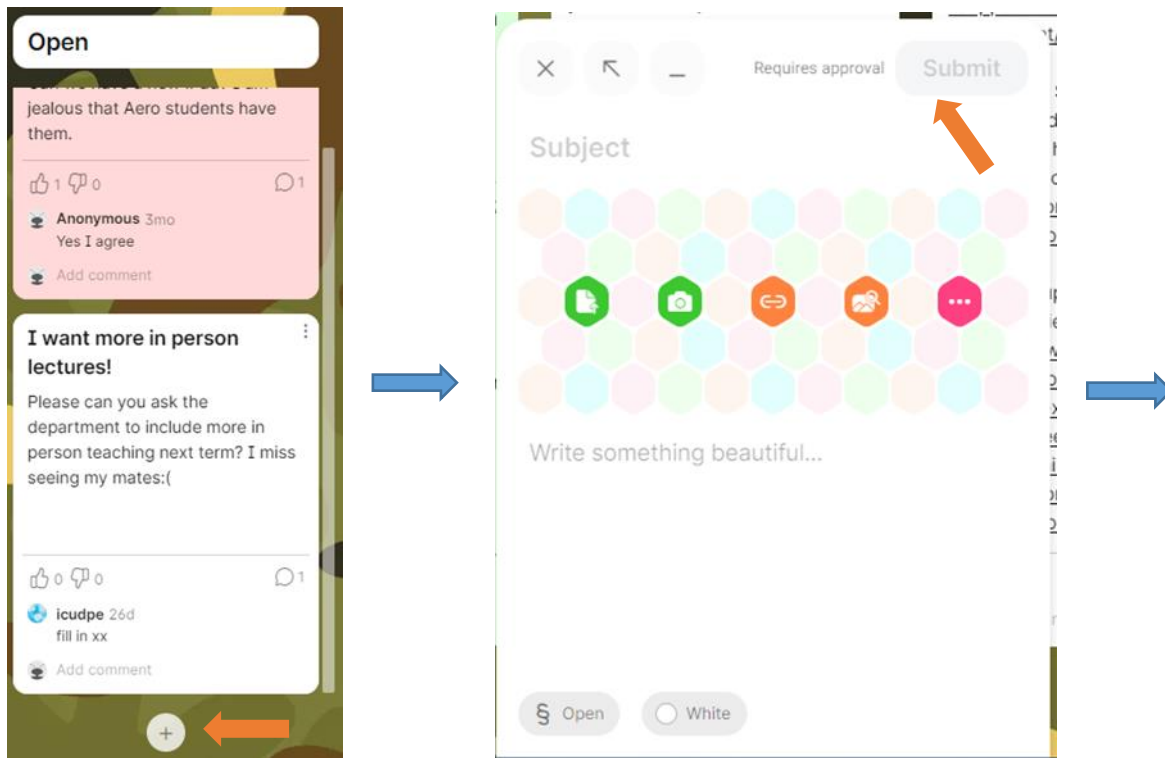 Open
jealous that Aero students have
them.
1 0 1
Anonymous 3mo
Yes I agree
Add comment
I want more in person
lectures!
Please can you ask the
department to include more in
person teaching next term? I miss
seeing my mates:(
0 0 1
icudpe 26d
fill in xx
Add comment
+
Requires approval Submit
Subject
Write something beautiful...
§ Open White